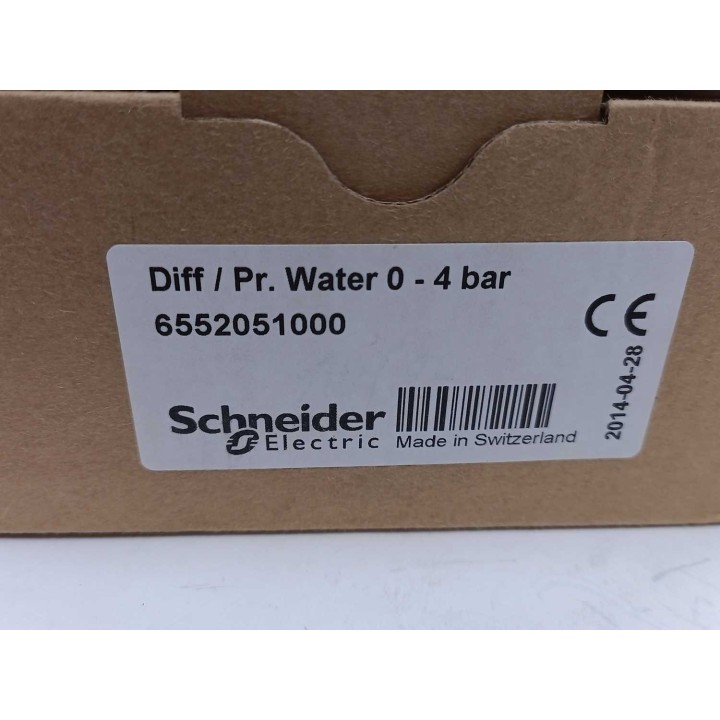 Diff / Pr. Water 0 - 4 bar
6552051000
CE
2014-04-28
Schneider
Electric
Made in Switzerland